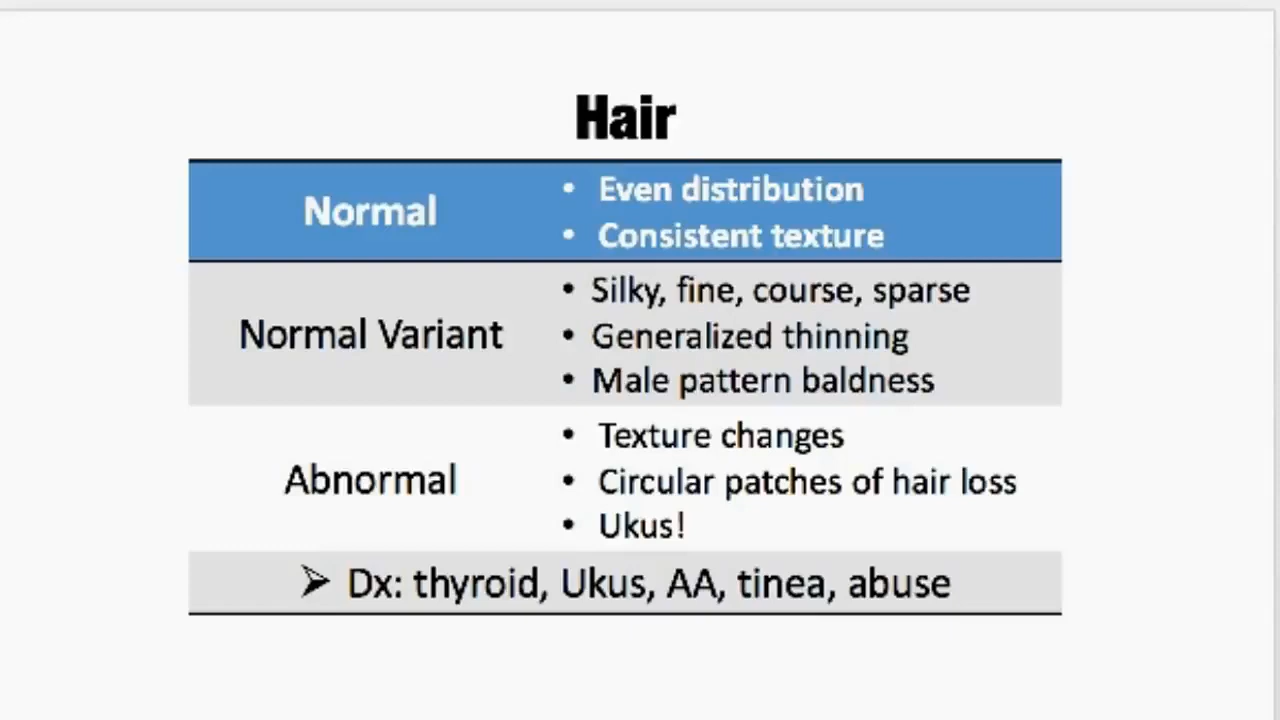 Hair
Normal
• Even distribution
• Consistent texture
Normal Variant
• Silky, fine, course, sparse
• Generalized thinning
• Male pattern baldness
Abnormal
• Texture changes
• Circular patches of hair loss
• Ukus!
➢ Dx: thyroid, Ukus, AA, tinea, abuse